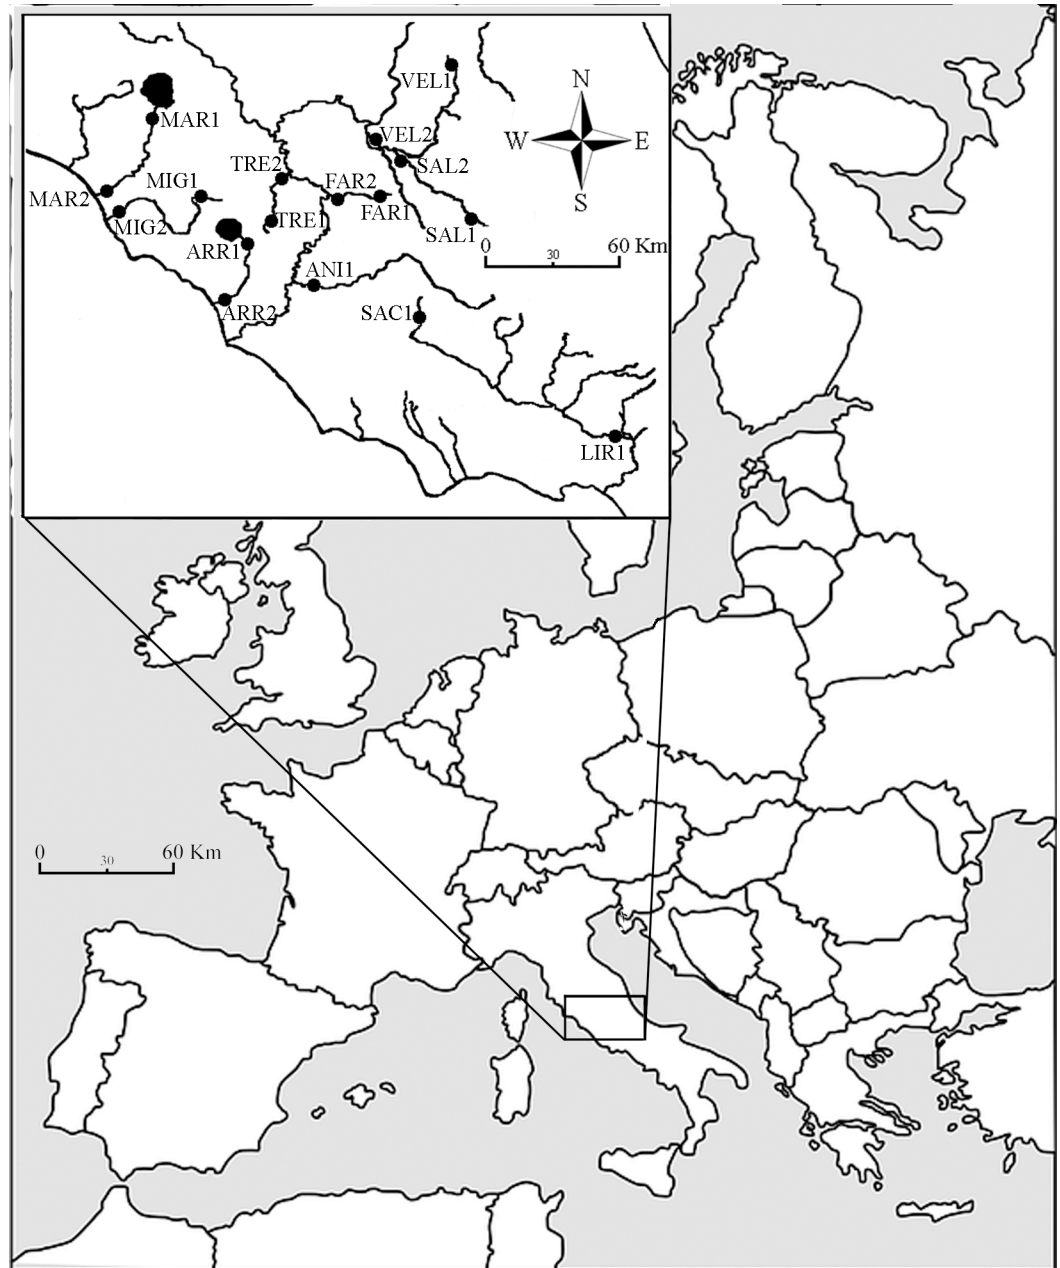 VEL1
N
MAR1
W
E
VEL2
SAL2
TRE2
S
MIG1
FAR2
MAR2
FAR1
MIG2
TRE1
SAL1
ARR1
0 30 60 Km
ANI1
ARR2
SAC1
LIR1
0 30 60 Km